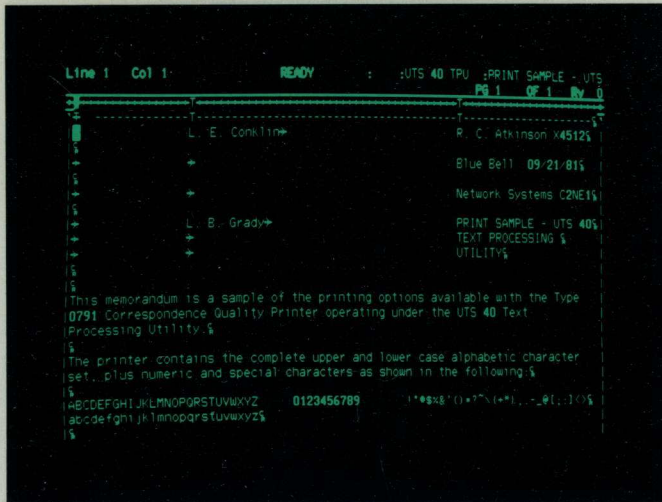 Line 1 Col 1 READY : :UTS 40 TPU :PRINT SAMPLE - UTS
PG 1 OF 1 Rv 0
L. E. Conklin R. C. Atkinson X4512
Blue Bell 09/21/81
Network Systems C2NE1
L. B. Grady PRINT SAMPLE - UTS 40
TEXT PROCESSING
UTILITY
This memorandum is a sample of the printing options available with the Type
0791 Correspondence Quality Printer operating under the UTS 40 Text
Processing Utility.
The printer contains the complete upper and lower case alphabetic character
set, plus numeric and special characters as shown in the following:
ABCDEFGHIJKLMNOPQRSTUVWXYZ 0123456789
abcdefghijklmnopqrstuvwxyz